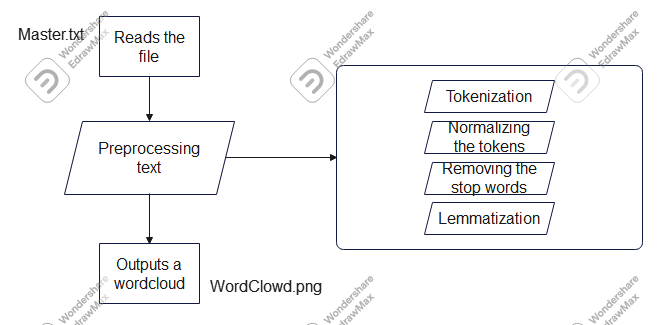 Master.txt
Reads the
file
Preprocessing
text
Outputs a
wordcloud
WordClowd.png
Tokenization
Normalizing
the tokens
Removing the
stop words
Lemmatization
Wondershare
EdrawMax
Wondershare
EdrawMax
Wondershare
EdrawMax
Wondershare
EdrawMax
Wondershare
EdrawMax
Wondershare
EdrawMax